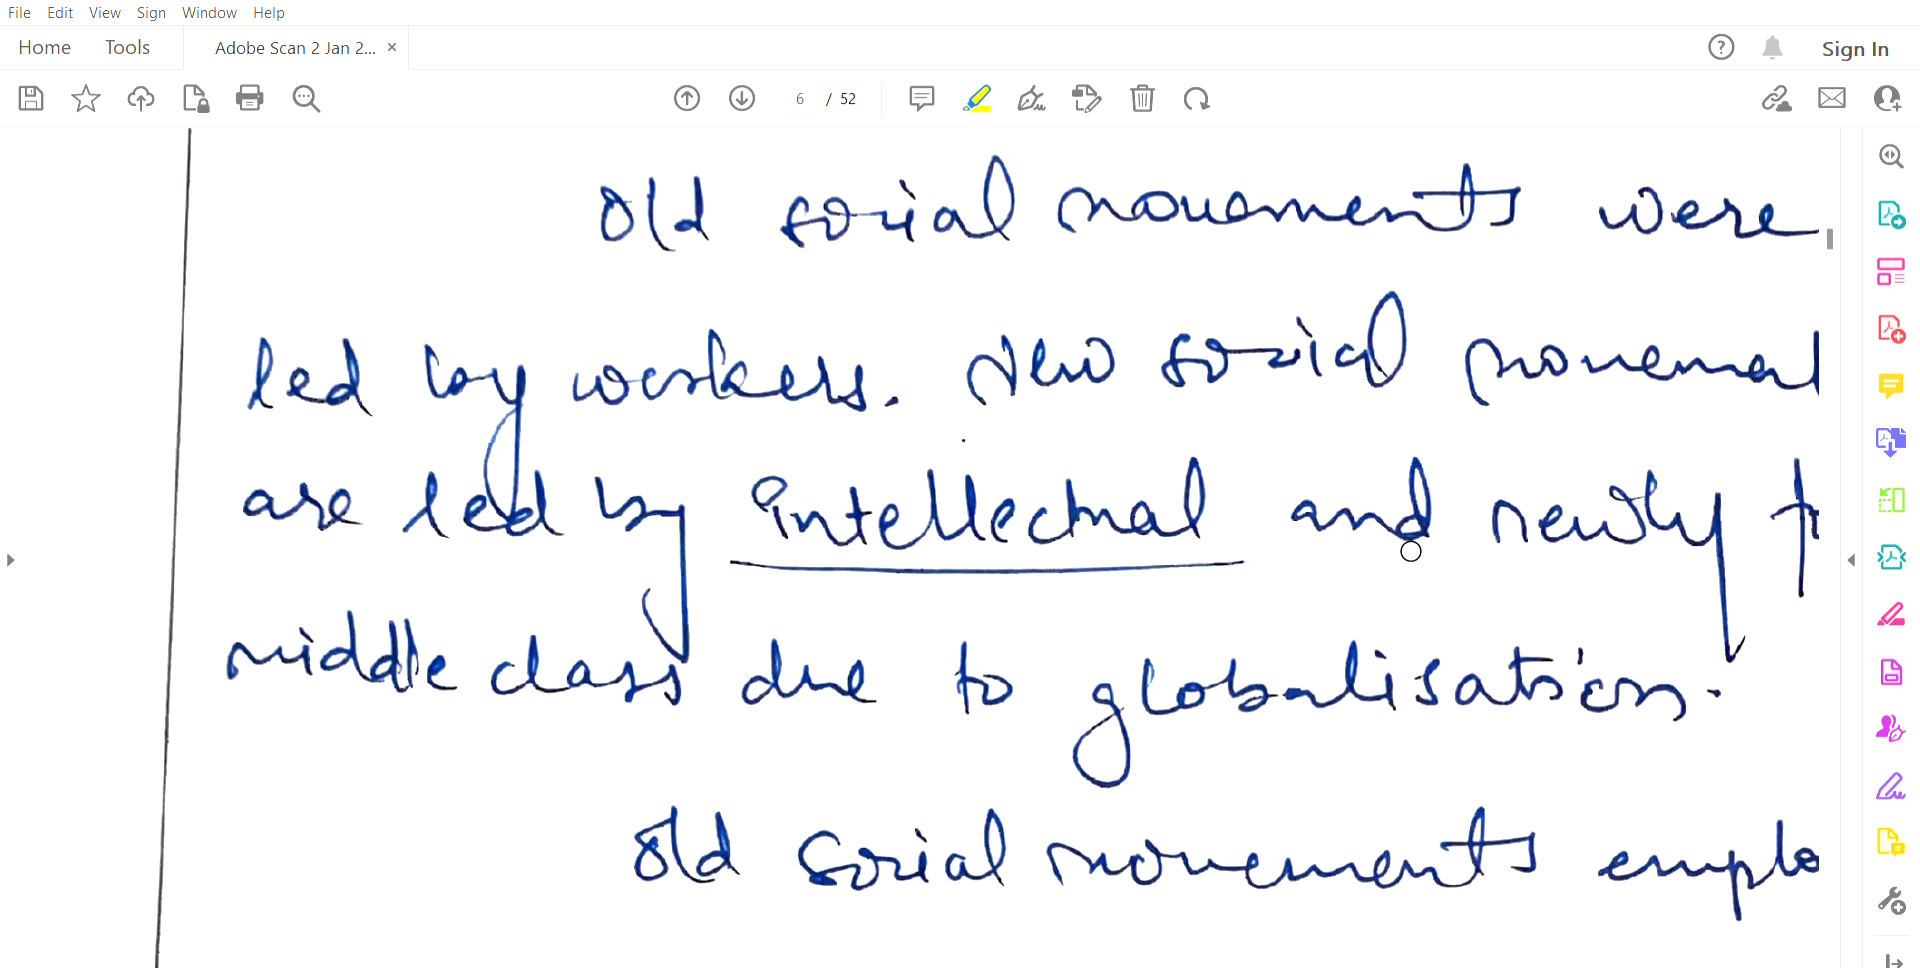 File Edit View Sign Window Help
Home Tools Adobe Scan 2 Jan 2... × ? Sign In
6 / 52
Old social movements were
led by workers. New social movemen
are led by intellectual and newly
middle class due to globalisation.
Old social movements emplo